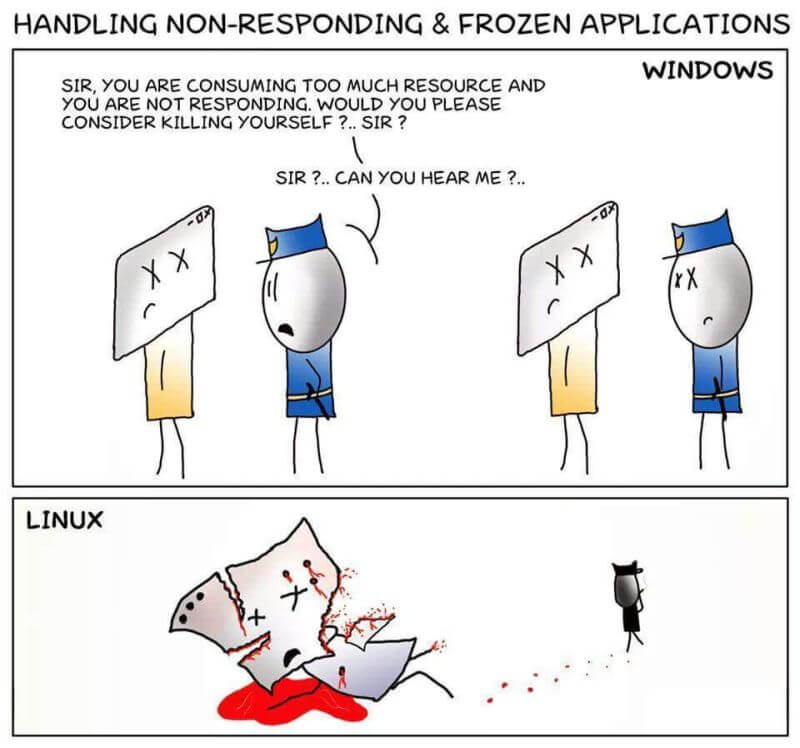 HANDLING NON-RESPONDING & FROZEN APPLICATIONS
WINDOWS
SIR, YOU ARE CONSUMING TOO MUCH RESOURCE AND
YOU ARE NOT RESPONDING. WOULD YOU PLEASE
CONSIDER KILLING YOURSELF ?.. SIR ?
SIR ?.. CAN YOU HEAR ME ?..
LINUX